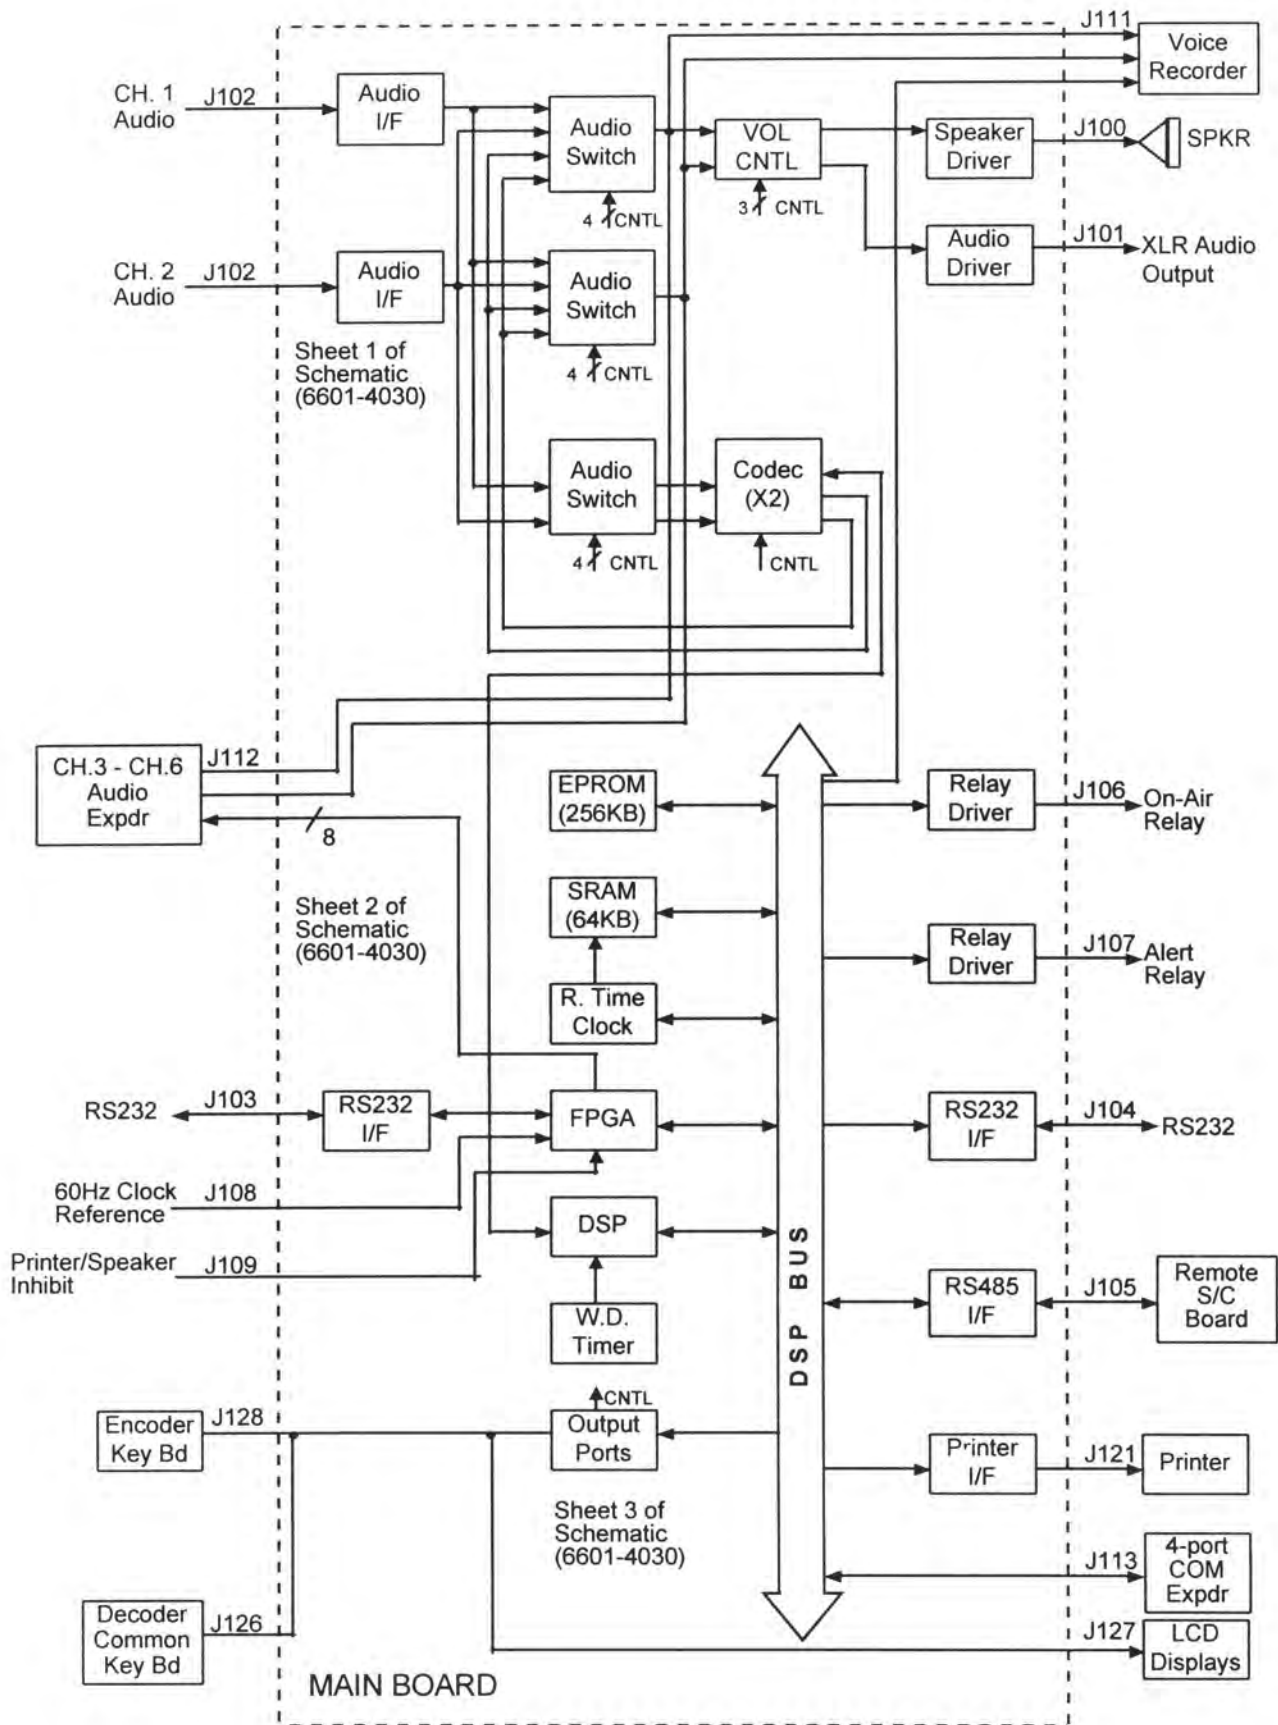 J111
Voice
Recorder
CH. 1
Audio
J102
Audio
I/F
Audio
Switch
4
CNTL
VOL
CNTL
3
CNTL
Speaker
Driver
J100
SPKR
CH. 2
Audio
J102
Audio
I/F
Audio
Switch
4
CNTL
Audio
Driver
J101
XLR Audio
Output
Sheet 1 of
Schematic
(6601-4030)
Audio
Switch
4
CNTL
Codec
(X2)
CNTL
CH.3 - CH.6
Audio
Expdr
J112
8
EPROM
(256KB)
Relay
Driver
J106
On-Air
Relay
Sheet 2 of
Schematic
(6601-4030)
SRAM
(64KB)
Relay
Driver
J107
Alert
Relay
R. Time
Clock
RS232
J103
RS232
I/F
FPGA
RS232
I/F
J104
RS232
60Hz Clock
Reference
J108
DSP
Printer/Speaker
Inhibit
J109
DSP BUS
RS485
I/F
J105
Remote
S/C
Board
W.D.
Timer
CNTL
Encoder
Key Bd
J128
Output
Ports
Printer
I/F
J121
Printer
Sheet 3 of
Schematic
(6601-4030)
J113
4-port
COM
Expdr
Decoder
Common
Key Bd
J126
J127
LCD
Displays
MAIN BOARD